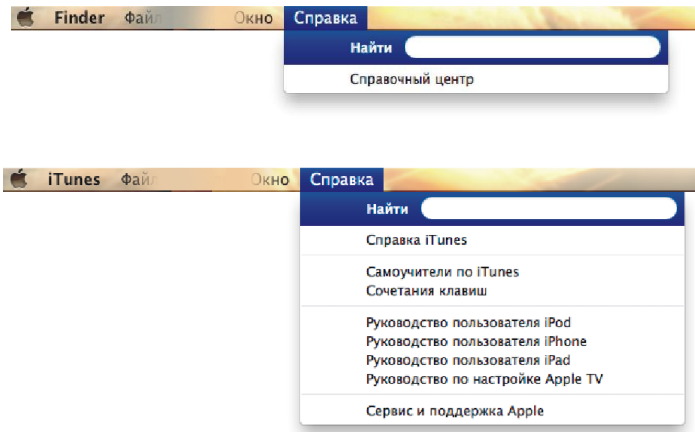 Finder Файл Окно Справка
Найти
Справочный центр
iTunes Файл Окно Справка
Найти
Справка iTunes
Самоучители по iTunes
Сочетания клавиш
Руководство пользователя iPod
Руководство пользователя iPhone
Руководство пользователя iPad
Руководство по настройке Apple TV
Сервис и поддержка Apple